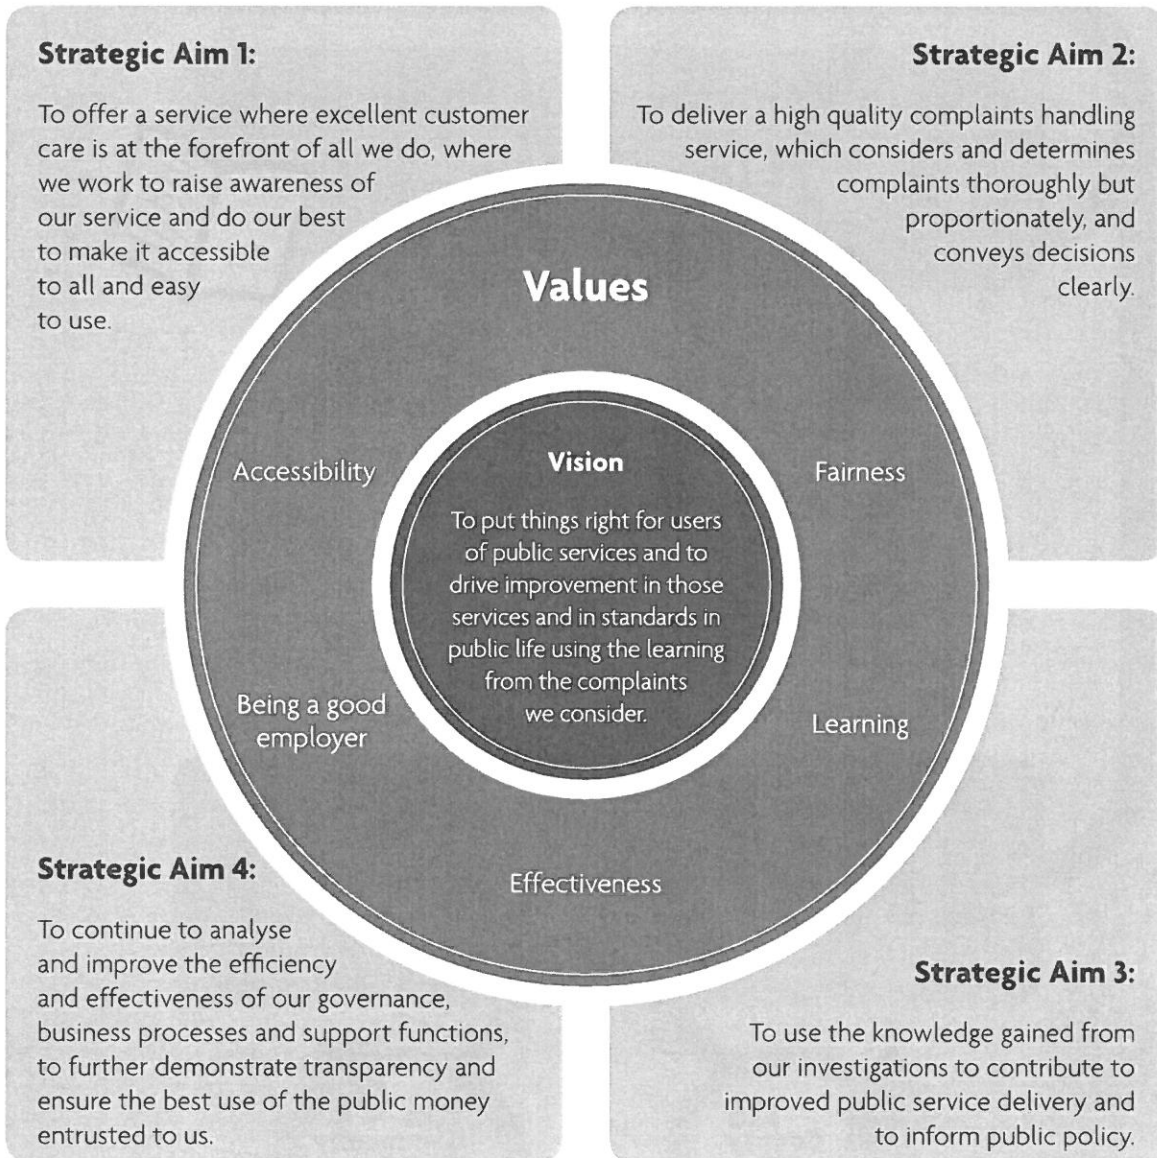 Strategic Aim 1:
To offer a service where excellent customer
care is at the forefront of all we do, where
we work to raise awareness of
our service and do our best
to make it accessible
to all and easy
to use.
Strategic Aim 2:
To deliver a high quality complaints handling
service, which considers and determines
complaints thoroughly but
proportionately, and
conveys decisions
clearly.
Values
Accessibility
Fairness
Vision
To put things right for users
of public services and to
drive improvement in those
services and in standards in
public life using the learning
from the complaints
we consider.
Being a good
employer
Learning
Effectiveness
Strategic Aim 4:
To continue to analyse
and improve the efficiency
and effectiveness of our governance,
business processes and support functions,
to further demonstrate transparency and
ensure the best use of the public money
entrusted to us.
Strategic Aim 3:
To use the knowledge gained from
our investigations to contribute to
improved public service delivery and
to inform public policy.